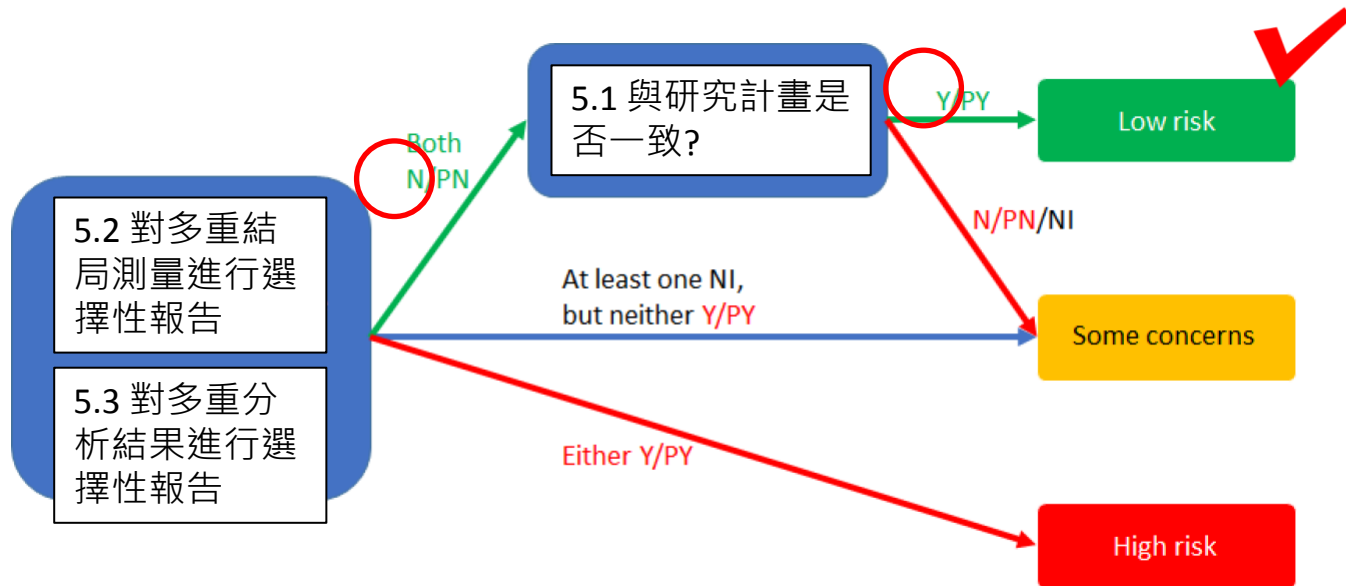 5.1 與研究計畫是
否一致?
Y/PY
Low risk
Both
N/PN
5.2 對多重結
局測量進行選
擇性報告
N/PN/NI
At least one NI,
but neither Y/PY
Some concerns
5.3 對多重分
析結果進行選
擇性報告
Either Y/PY
High risk